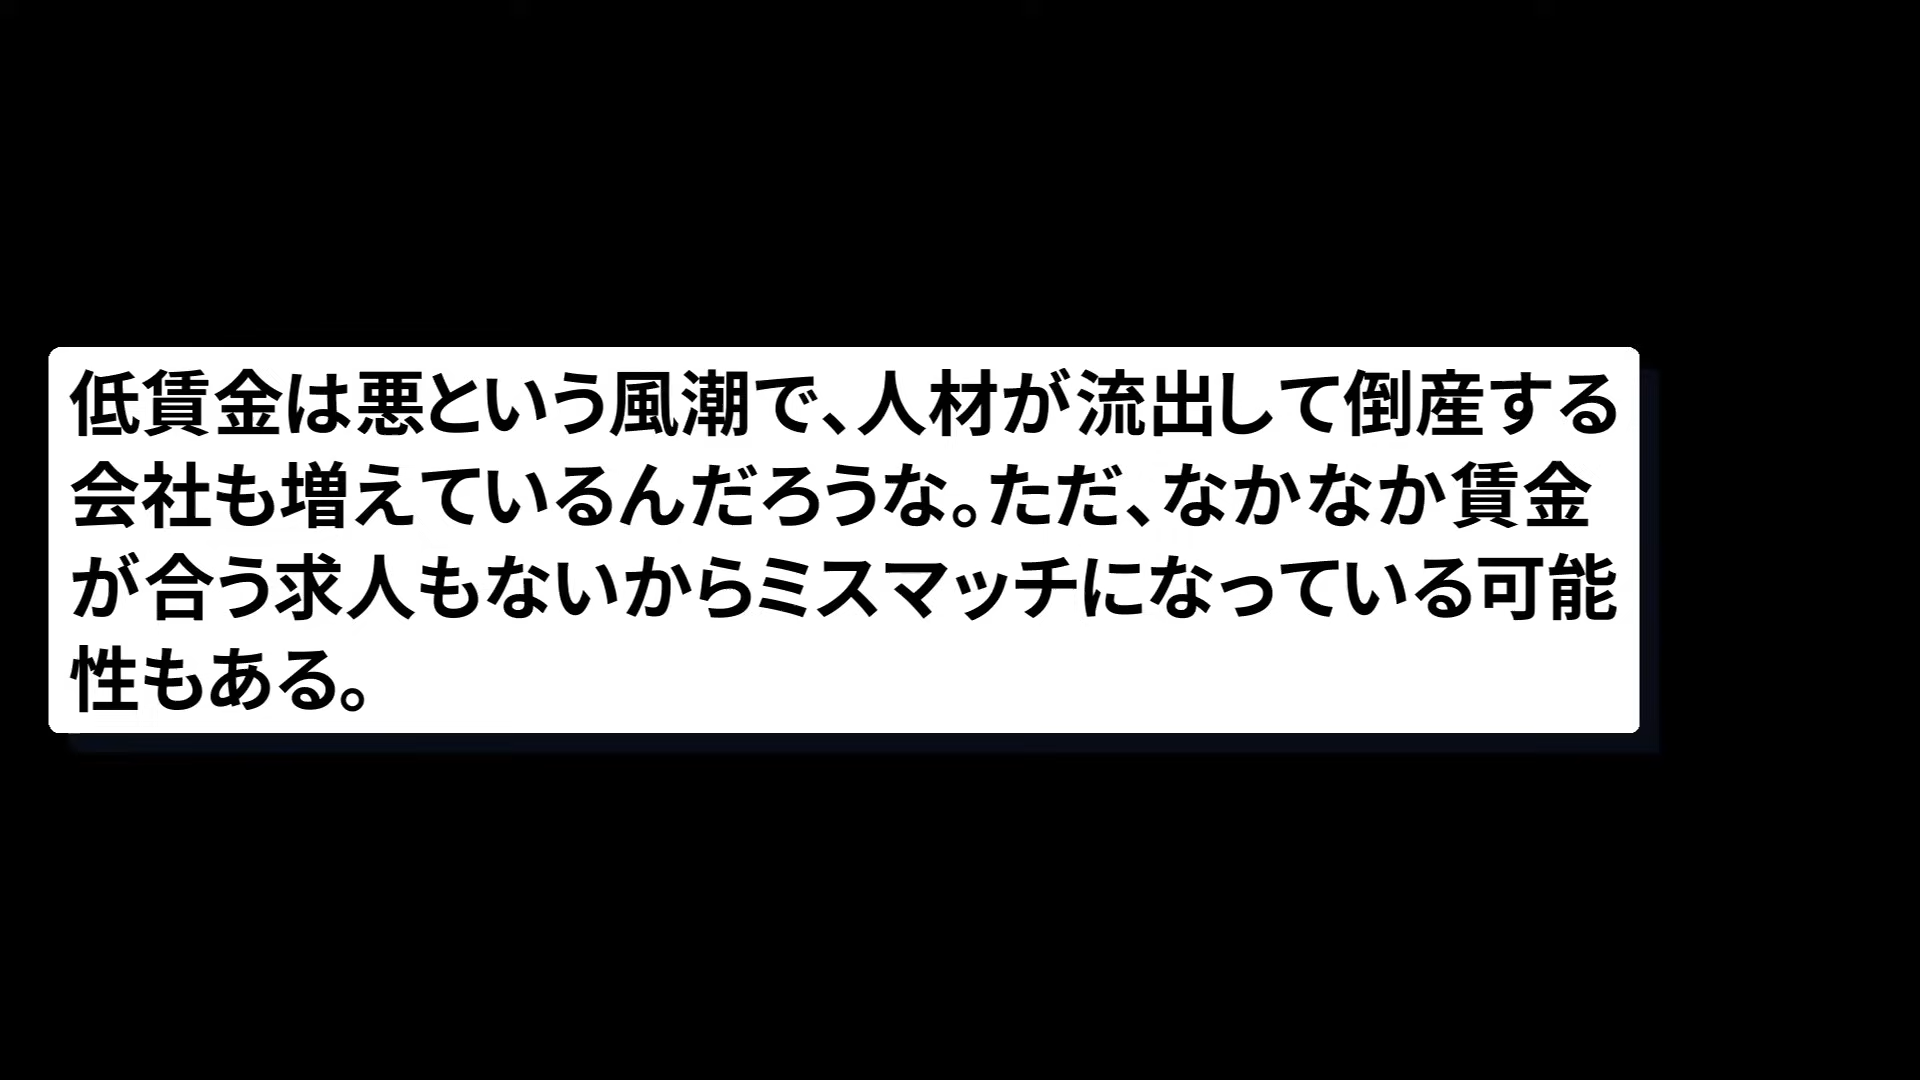 低賃金は悪という風潮で、人材が流出して倒産する
会社も増えているんだろうな。ただ、なかなか賃金
が合う求人もないからミスマッチになっている可能
性もある。